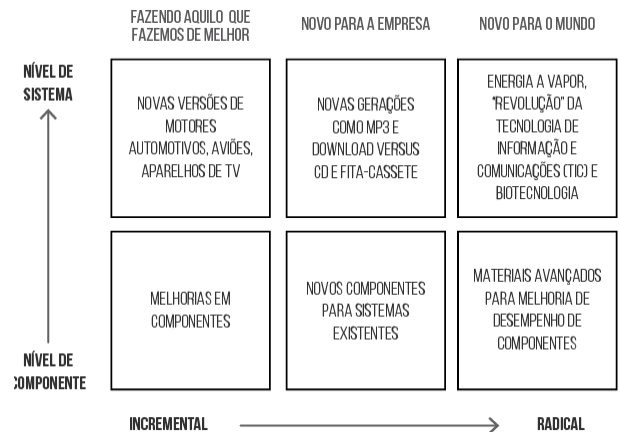 FAZENDO AQUILO QUE
FAZEMOS DE MELHOR
NOVO PARA A EMPRESA
NOVO PARA O MUNDO
NÍVEL DE
SISTEMA
NOVAS VERSÕES DE
MOTORES
AUTOMOTIVOS, AVIÕES,
APARELHOS DE TV
NOVAS GERAÇÕES
COMO MP3 E
DOWNLOAD VERSUS
CD E FITA-CASSETE
ENERGIA A VAPOR,
“REVOLUÇÃO” DA
TECNOLOGIA DE
INFORMAÇÃO E
COMUNICAÇÕES (TIC) E
BIOTECNOLOGIA
MELHORIAS EM
COMPONENTES
NOVOS COMPONENTES
PARA SISTEMAS
EXISTENTES
MATERIAIS AVANÇADOS
PARA MELHORIA DE
DESEMPENHO DE
COMPONENTES
NÍVEL DE
COMPONENTE
INCREMENTAL
RADICAL